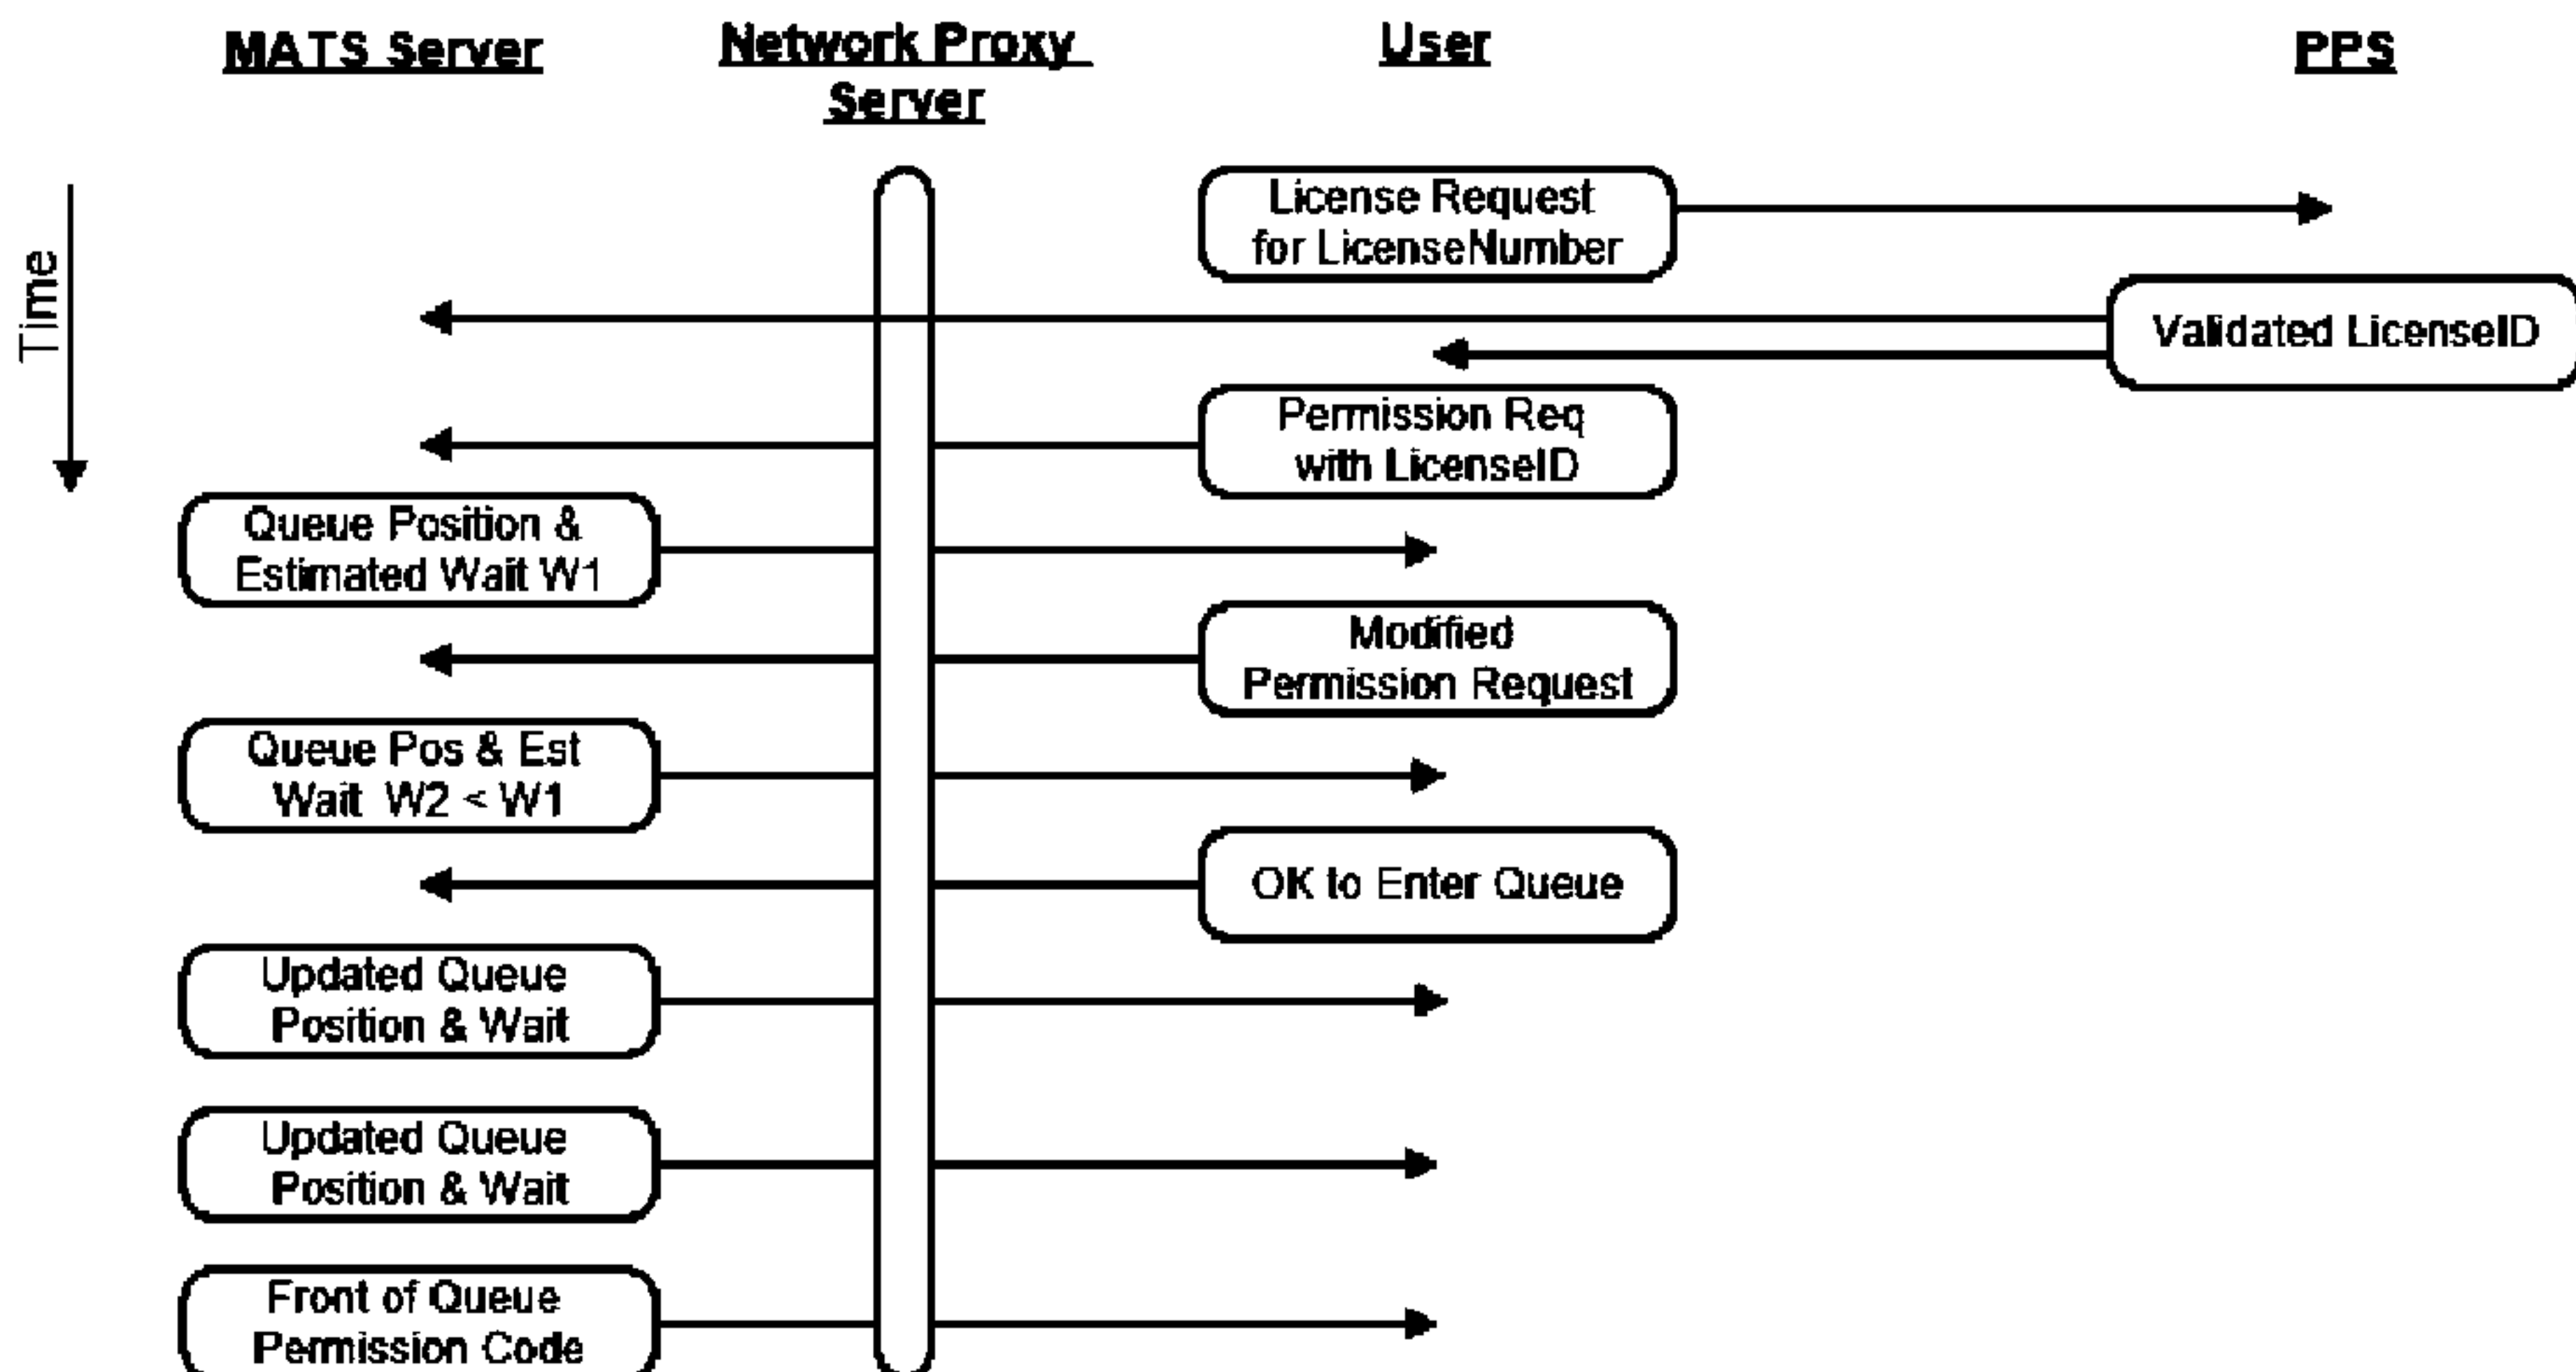 MATS Server
Network Proxy
Server
User
PPS
Time
License Request
for LicenseNumber
Validated LicenseID
Permission Req
with LicenseID
Queue Position &
Estimated Wait W1
Modified
Permission Request
Queue Pos & Est
Wait W2 < W1
OK to Enter Queue
Updated Queue
Position & Wait
Updated Queue
Position & Wait
Front of Queue
Permission Code